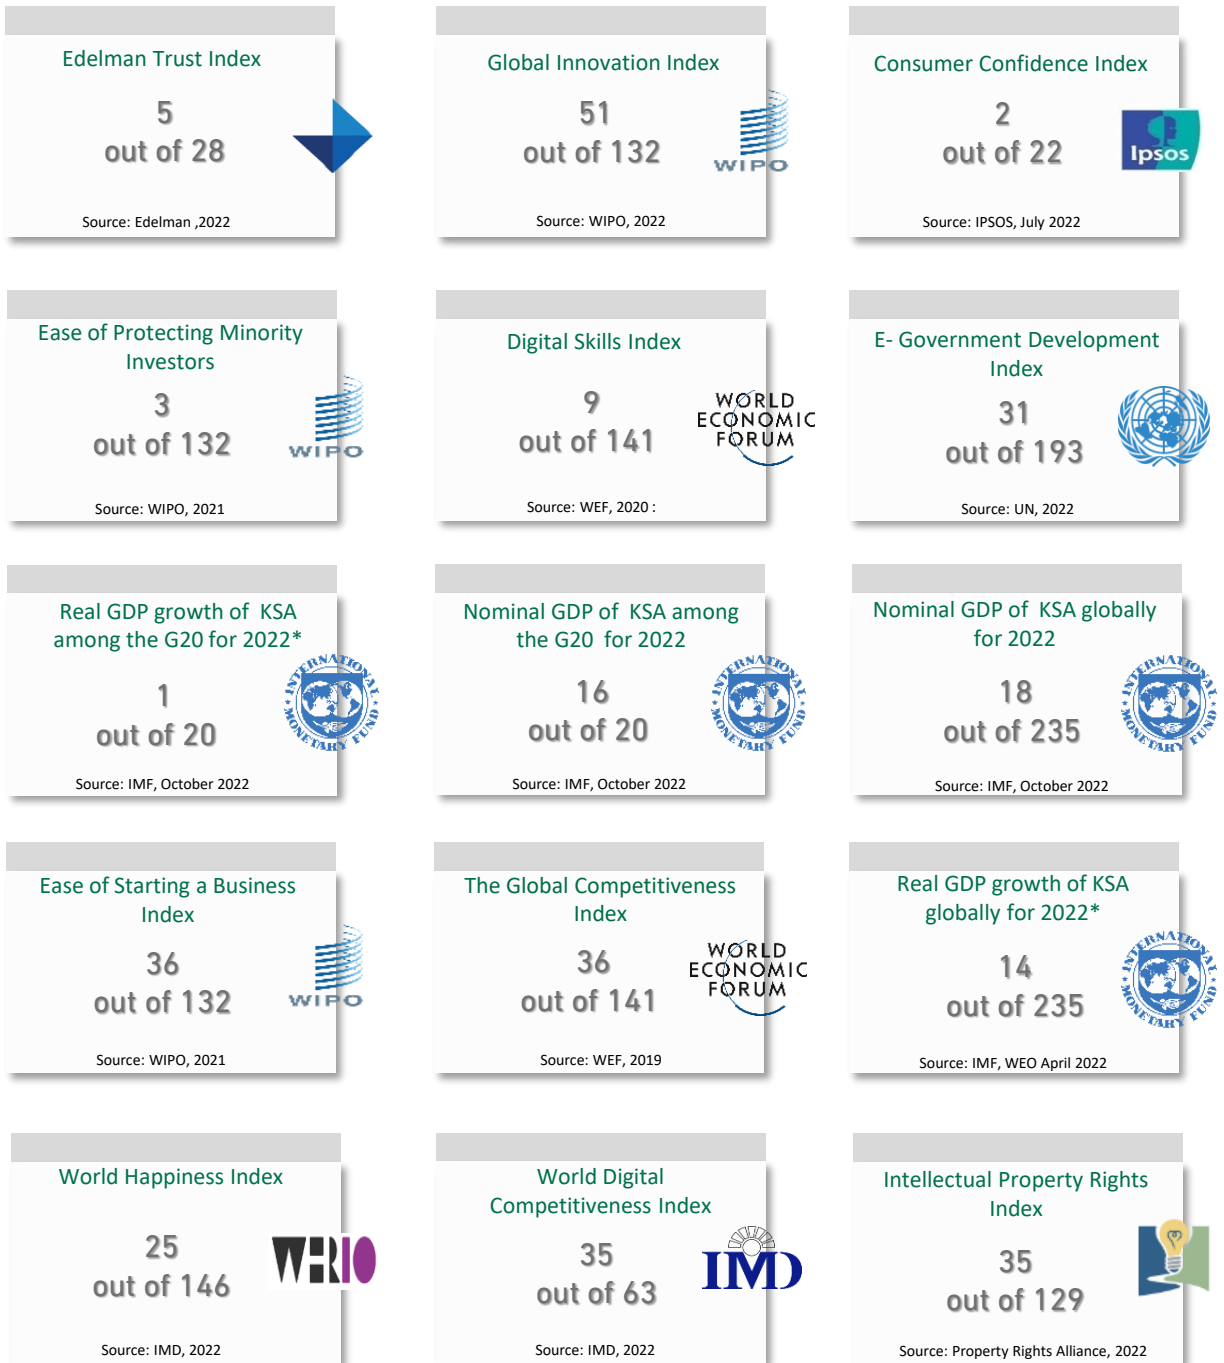 Edelman Trust Index
5
out of 28
Source: Edelman ,2022
Global Innovation Index
51
out of 132
WIPO
Source: WIPO, 2022
Consumer Confidence Index
2
out of 22
Ipsos
Source: IPSOS, July 2022
Ease of Protecting Minority
Investors
3
out of 132
WIPO
Source: WIPO, 2021
Digital Skills Index
9
out of 141
WORLD
ECONOMIC
FORUM
Source: WEF, 2020 :
E- Government Development
Index
31
out of 193
Source: UN, 2022
Real GDP growth of  KSA
among the G20 for 2022*
1
out of 20
INTERNATIONAL
MONETARY FUND
Source: IMF, October 2022
Nominal GDP of  KSA among
the G20  for 2022
16
out of 20
INTERNATIONAL
MONETARY FUND
Source: IMF, October 2022
Nominal GDP of  KSA globally
for 2022
18
out of 235
INTERNATIONAL
MONETARY FUND
Source: IMF, October 2022
Ease of Starting a Business
Index
36
out of 132
WIPO
Source: WIPO, 2021
The Global Competitiveness
Index
36
out of 141
WORLD
ECONOMIC
FORUM
Source: WEF, 2019
Real GDP growth of KSA
globally for 2022*
14
out of 235
INTERNATIONAL
MONETARY FUND
Source: IMF, WEO April 2022
World Happiness Index
25
out of 146
WHR10
Source: IMD, 2022
World Digital
Competitiveness Index
35
out of 63
IMD
Source: IMD, 2022
Intellectual Property Rights
Index
35
out of 129
Source: Property Rights Alliance, 2022